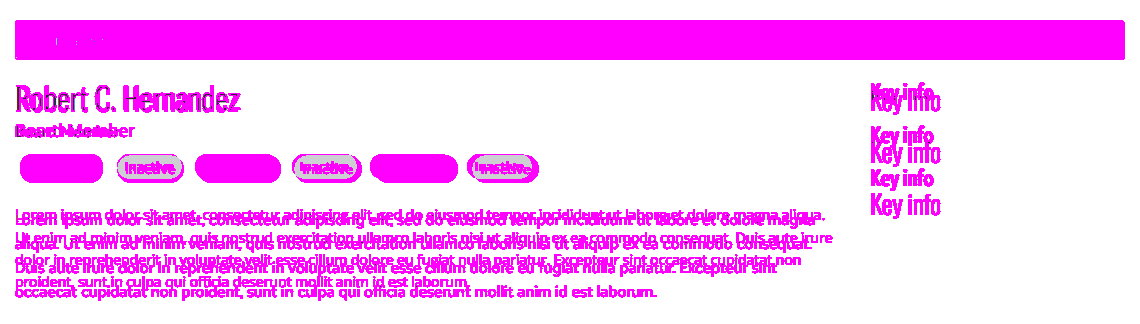 Robert C. Hernandez
Board Member
Inactive
Inactive
Inactive
Lorem ipsum dolor sit amet, consectetur adipiscing elit, sed do eiusmod tempor incididunt ut labore et dolore magna aliqua.
Ut enim ad minim veniam, quis nostrud exercitation ullamco laboris nisi ut aliquip ex ea commodo consequat. Duis aute irure
dolor in reprehenderit in voluptate velit esse cillum dolore eu fugiat nulla pariatur. Excepteur sint occaecat cupidatat non
proident, sunt in culpa qui officia deserunt mollit anim id est laborum.
occaecat cupidatat non proident, sunt in culpa qui officia deserunt mollit anim id est laborum.
Key info
Key info
Key info
Key info
Key info
Key info